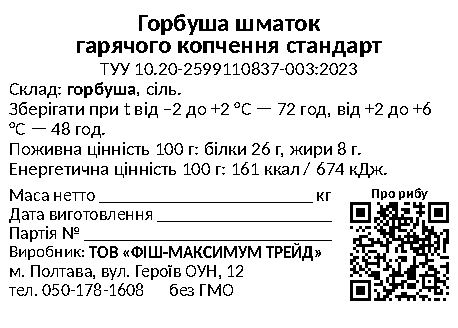 Горбуша шматок
гарячого копчення стандарт
ТУУ 10.20-2599110837-003:2023
Склад: горбуша, сіль.
Зберігати при t від –2 до +2 °С — 72 год, від +2 до +6
°С — 48 год.
Поживна цінність 100 г: білки 26 г, жири 8 г.
Енергетична цінність 100 г: 161 ккал / 674 кДж.
Маса нетто ________________________ кг
Дата виготовлення ___________________
Партія № ___________________________
Про рибу
Виробник: ТОВ «ФІШ-МАКСИМУМ ТРЕЙД»
м. Полтава, вул. Героїв ОУН, 12
тел. 050-178-1608 без ГМО